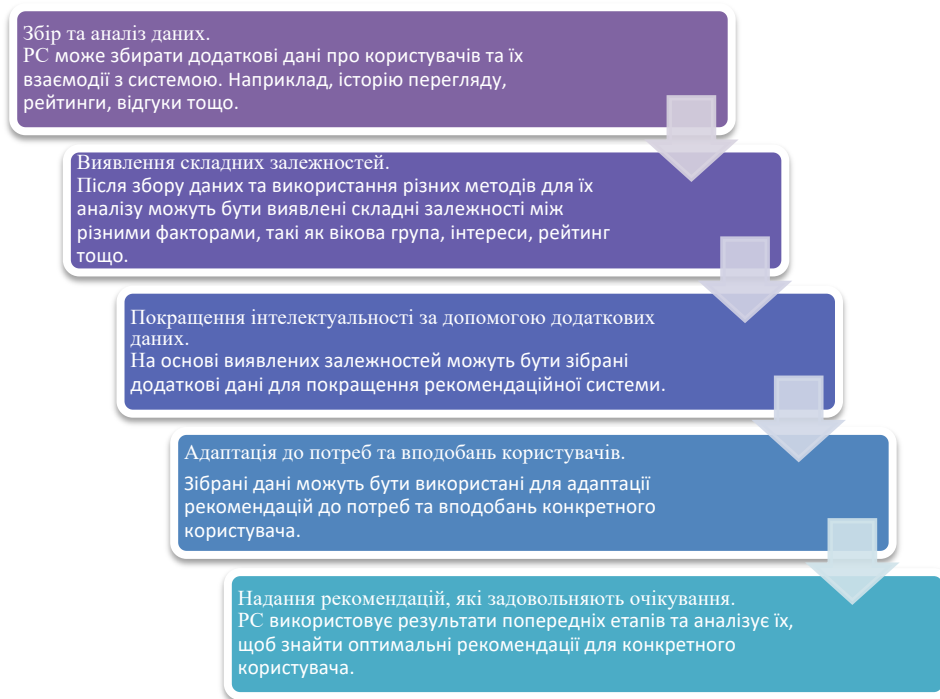 Збір та аналіз даних.
РС може збирати додаткові дані про користувачів та їх
взаємодії з системою. Наприклад, історію перегляду,
рейтинги, відгуки тощо.
Виявлення складних залежностей.
Після збору даних та використання різних методів для їх
аналізу можуть бути виявлені складні залежності між
різними факторами, такі як вікова група, інтереси, рейтинг
тощо.
Покращення інтелектуальності за допомогою додаткових
даних.
На основі виявлених залежностей можуть бути зібрані
додаткові дані для покращення рекомендаційної системи.
Адаптація до потреб та вподобань користувачів.
Зібрані дані можуть бути використані для адаптації
рекомендацій до потреб та вподобань конкретного
користувача.
Надання рекомендацій, які задовольняють очікування.
РС використовує результати попередніх етапів та аналізує їх,
щоб знайти оптимальні рекомендації для конкретного
користувача.